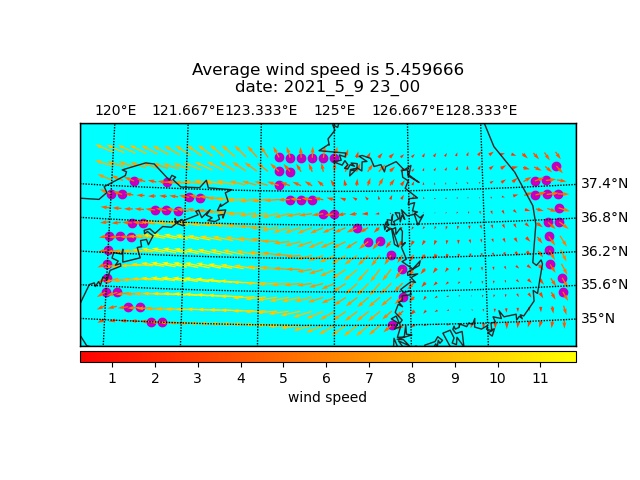 Average wind speed is 5.459666
date: 2021_5_9 23_00
120°E 121.667°E 123.333°E 125°E 126.667°E 128.333°E
37.4°N
36.8°N
36.2°N
35.6°N
35°N
1 2 3 4 5 6 7 8 9 10 11
wind speed